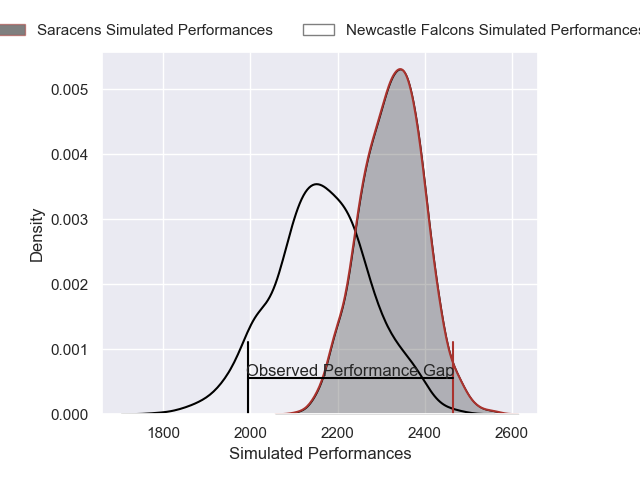 Saracens Simulated Performances Newcastle Falcons Simulated Performances
0.005
0.004
0.003
0.002
0.001
0.000
Density
Observed Performance Gap
1800 2000 2200 2400 2600
Simulated Performances